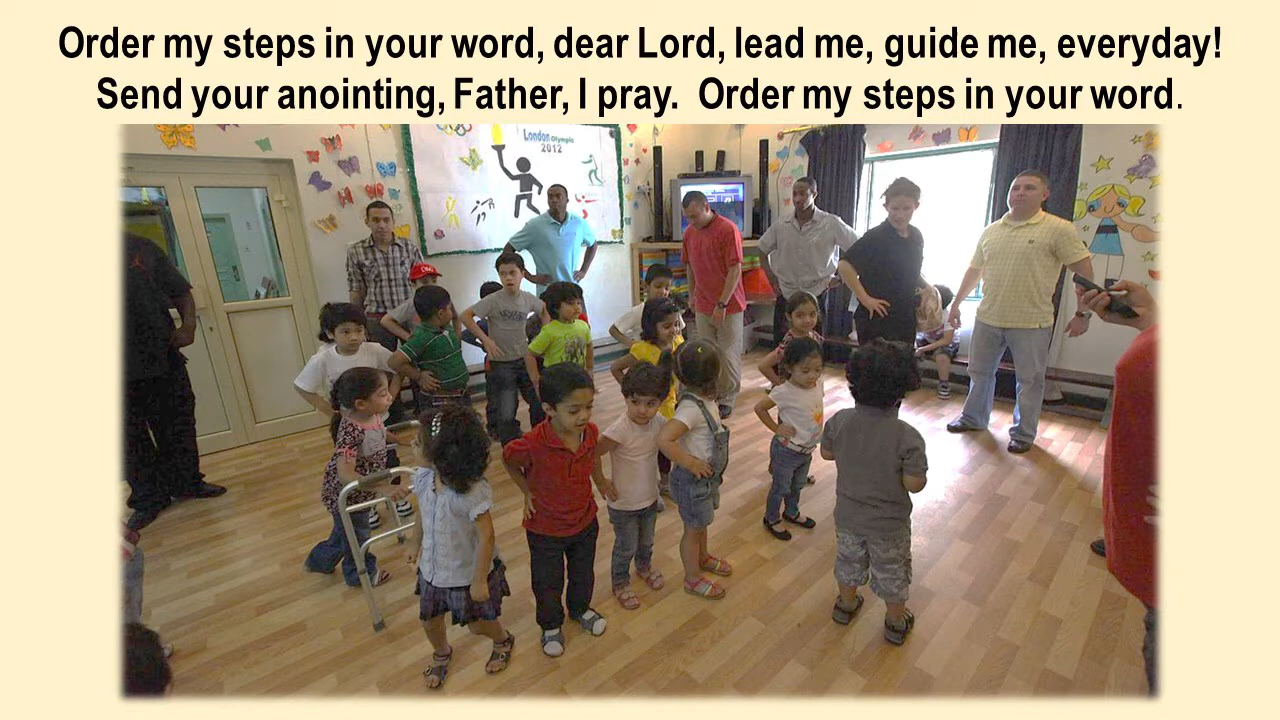 Order my steps in your word, dear Lord, lead me, guide me, everyday!
Send your anointing, Father, I pray.  Order my steps in your word.
London Olympic
2012